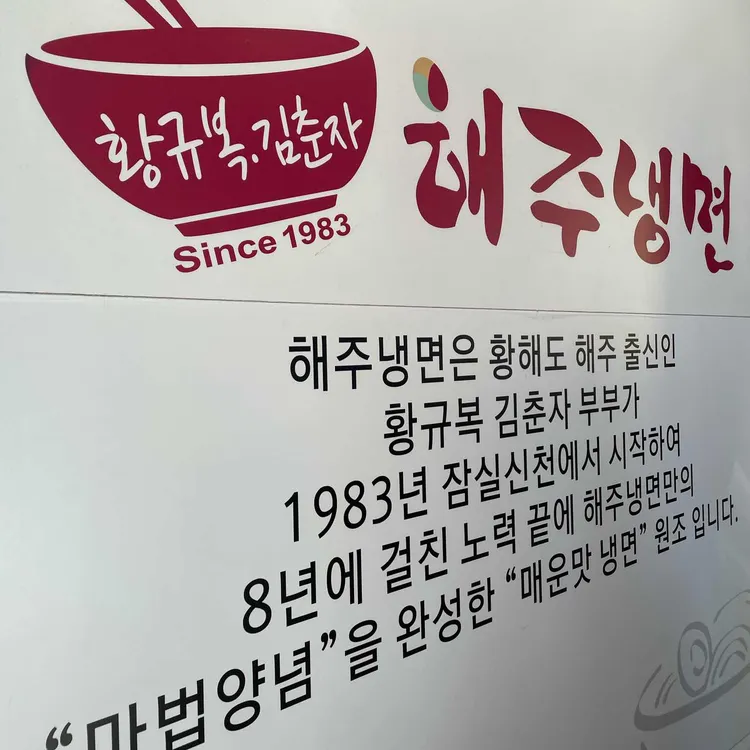 황규복.김춘자
Since 1983
해주냉면
해주냉면은 황해도 해주 출신인
황규복 김춘자 부부가
1983년 잠실신천에서 시작하여
8년에 걸친 노력 끝에 해주냉면만의
“마법양념”을 완성한 “매운맛 냉면” 원조 입니다.